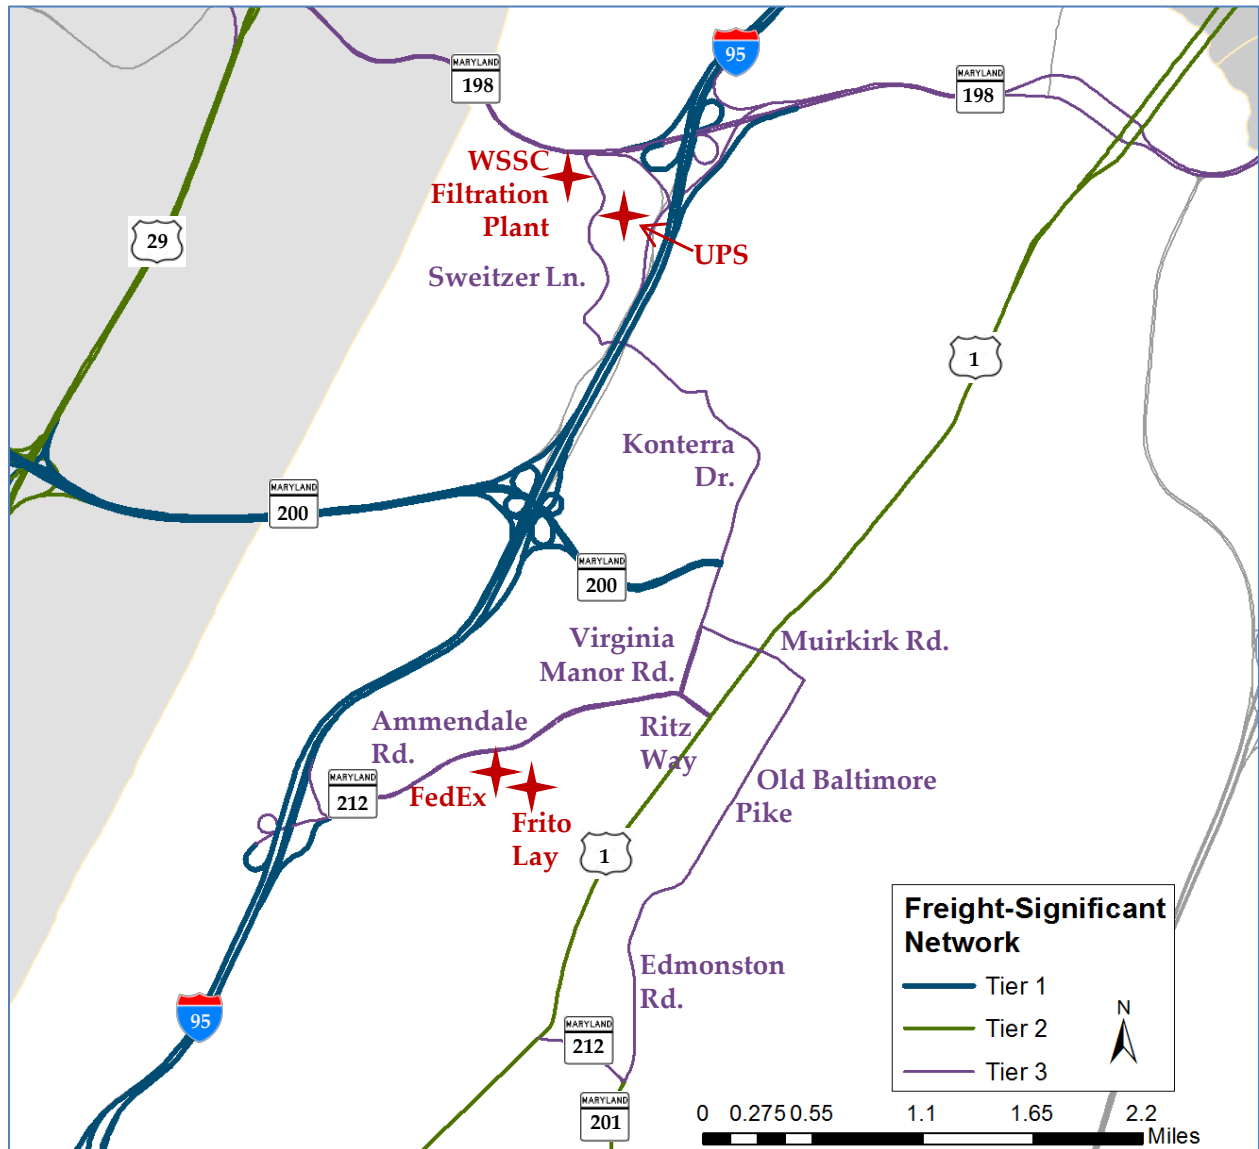 95
MARYLAND
198
MARYLAND
198
WSSC
Filtration
Plant
29
UPS
Sweitzer Ln.
1
Konterra
Dr.
MARYLAND
200
MARYLAND
200
Virginia
Manor Rd.
Muirkirk Rd.
Ammendale
Rd.
Ritz
Way
MARYLAND
212
FedEx
Frito
Lay
Old Baltimore
Pike
1
Edmonston
Rd.
95
MARYLAND
212
MARYLAND
201
Freight-Significant
Network
Tier 1
Tier 2
Tier 3
N
0 0.275 0.55 1.1 1.65 2.2
Miles